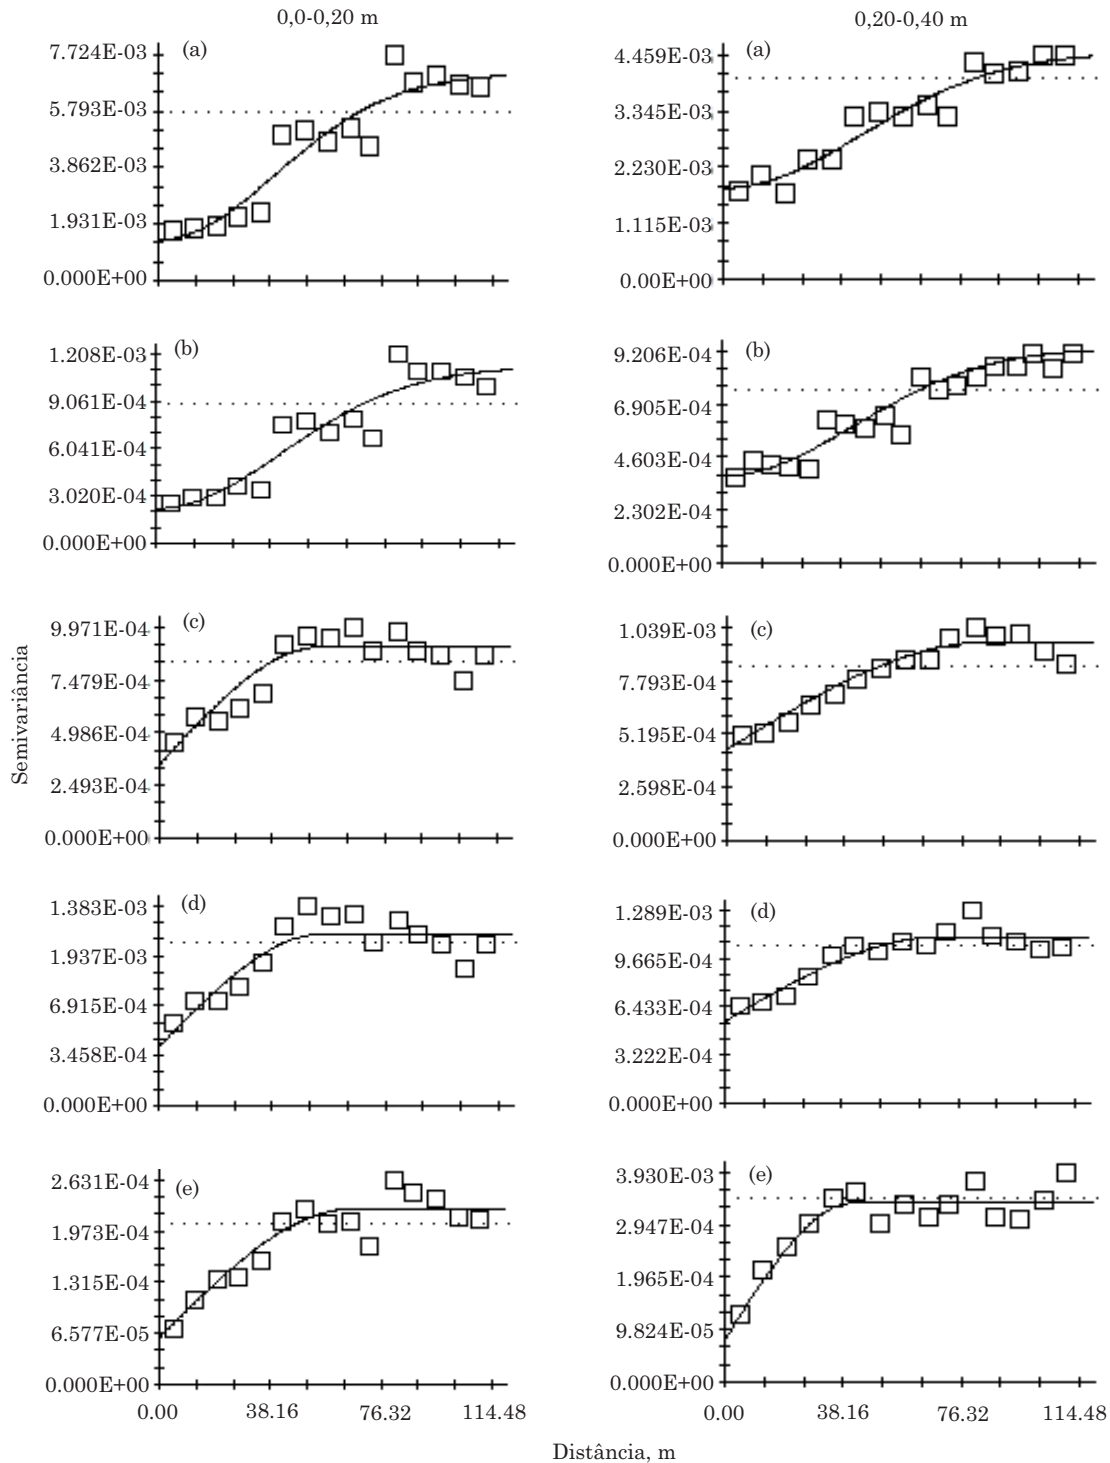 0,0-0,20 m
0,20-0,40 m
(a)
7.724E-03
5.793E-03
3.862E-03
1.931E-03
0.000E+00
(a)
4.459E-03
3.345E-03
2.230E-03
1.115E-03
0.00E+00
(b)
1.208E-03
9.061E-04
6.041E-04
3.020E-04
0.000E+00
(b)
9.206E-04
6.905E-04
4.603E-04
2.302E-04
0.000E+00
Semivariância
(c)
9.971E-04
7.479E-04
4.986E-04
2.493E-04
0.000E+00
(c)
1.039E-03
7.793E-04
5.195E-04
2.598E-04
0.000E+00
(d)
1.383E-03
1.937E-03
6.915E-04
3.458E-04
0.000E+00
(d)
1.289E-03
9.665E-04
6.433E-04
3.222E-04
0.000E+00
(e)
2.631E-04
1.973E-04
1.315E-04
6.577E-05
0.000E+00
(e)
3.930E-03
2.947E-04
1.965E-04
9.824E-05
0.000E+00
0.00 38.16 76.32 114.48
0.00 38.16 76.32 114.48
Distância, m